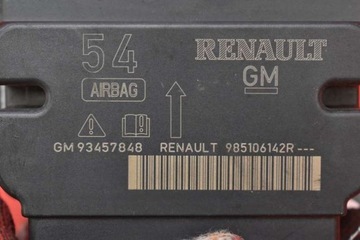 54 RENAULT
AIRBAG GM
GM 93457848 RENAULT 985106142R---